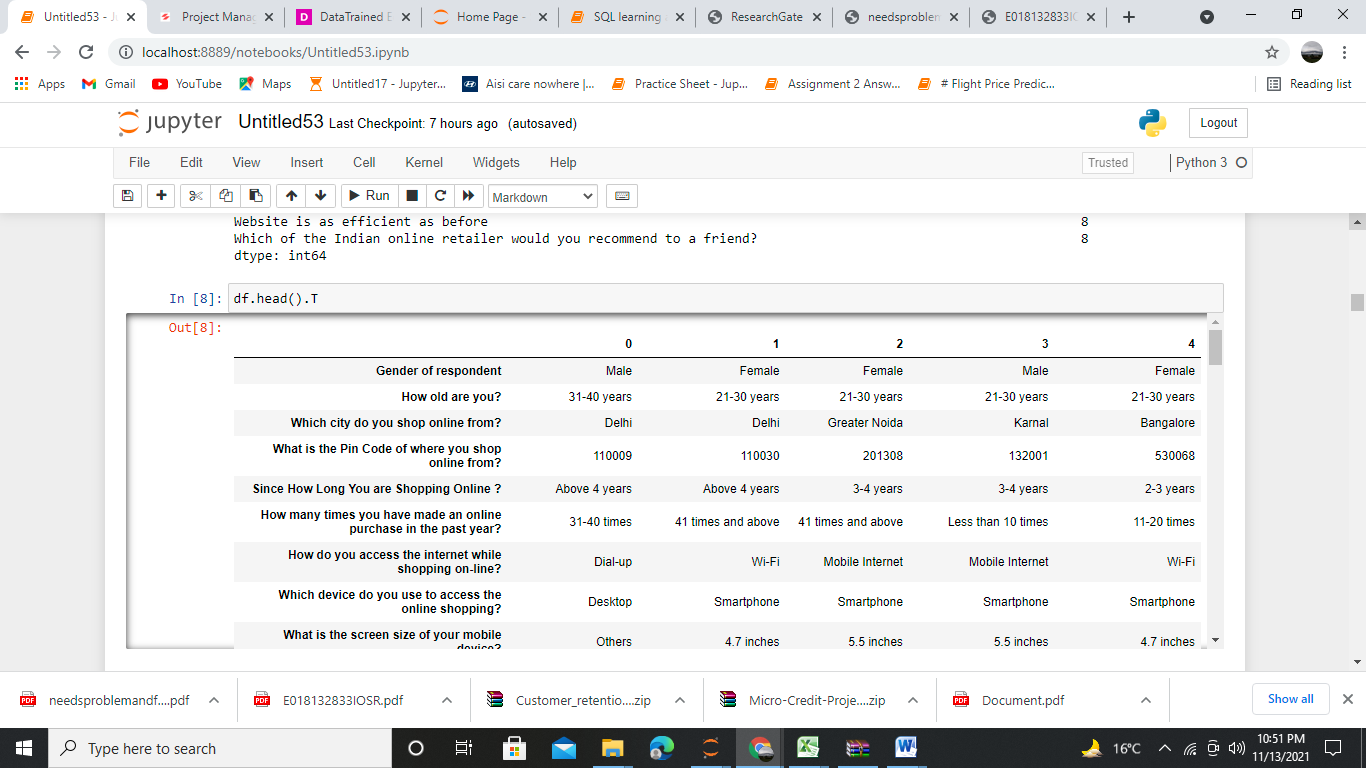 Untitled53 - Ju
Project Manag
D DataTrained E
Home Page -
SQL learning
ResearchGate
needsproblem
E018132833IO
localhost:8889/notebooks/Untitled53.ipynb
Apps
Gmail
YouTube
Maps
Untitled17 - Jupyter...
Aisi care nowhere |...
Practice Sheet - Jup...
Assignment 2 Answ...
# Flight Price Predic...
Reading list
jupyter Untitled53 Last Checkpoint: 7 hours ago (autosaved)
Logout
File Edit View Insert Cell Kernel Widgets Help
Trusted
Python 3
Run
Markdown
Website is as efficient as before 8
Which of the Indian online retailer would you recommend to a friend? 8
dtype: int64
In [8]: df.head().T
Out[8]:
0 1 2 3 4
Gender of respondent Male Female Female Male Female
How old are you? 31-40 years 21-30 years 21-30 years 21-30 years 21-30 years
Which city do you shop online from? Delhi Delhi Greater Noida Karnal Bangalore
What is the Pin Code of where you shop
online from? 110009 110030 201308 132001 530068
Since How Long You are Shopping Online ? Above 4 years Above 4 years 3-4 years 3-4 years 2-3 years
How many times you have made an online
purchase in the past year? 31-40 times 41 times and above 41 times and above Less than 10 times 11-20 times
How do you access the internet while
shopping on-line? Dial-up Wi-Fi Mobile Internet Mobile Internet Wi-Fi
Which device do you use to access the
online shopping? Desktop Smartphone Smartphone Smartphone Smartphone
What is the screen size of your mobile
device? Others 4.7 inches 5.5 inches 5.5 inches 4.7 inches
needsproblemandf....pdf
E018132833IOSR.pdf
Customer_retentio....zip
Micro-Credit-Proje....zip
Document.pdf
Show all
Type here to search
16°C
10:51 PM
11/13/2021